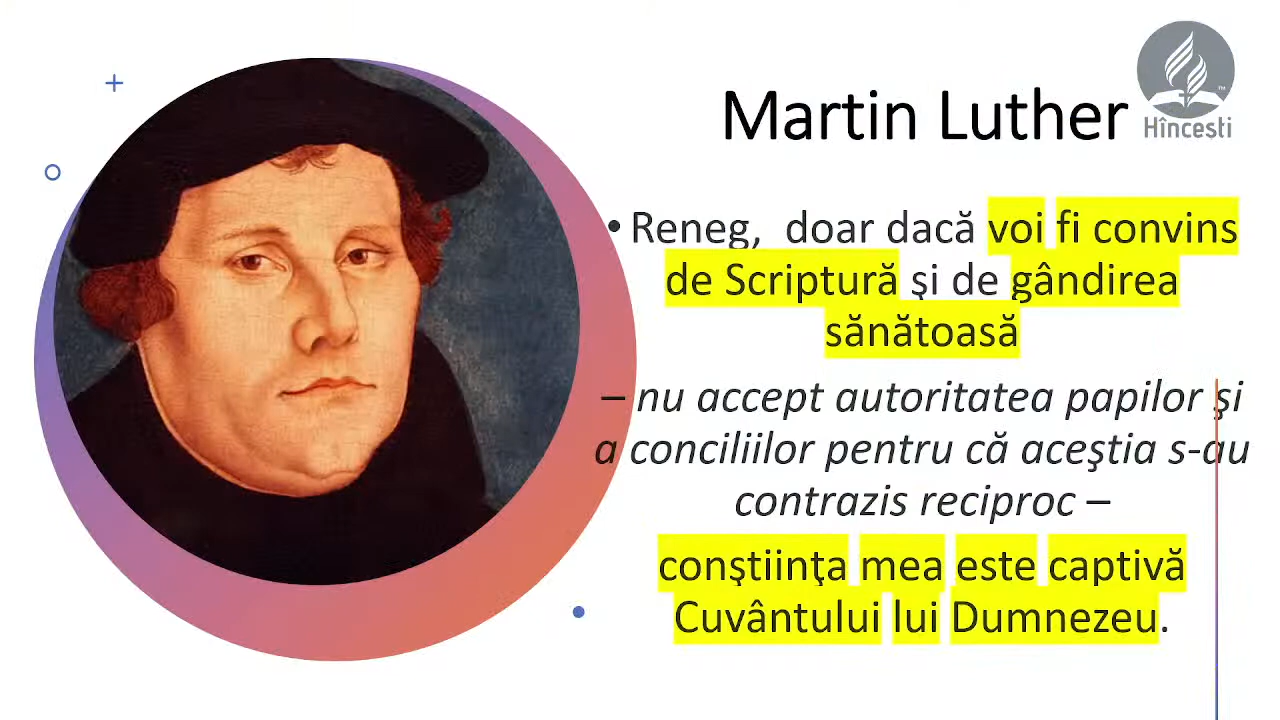 Martin Luther
Hîncești
• Reneg, doar dacă voi fi convins
de Scriptură şi de gândirea
sănătoasă
– nu accept autoritatea papilor şi
a conciliilor pentru că aceştia s-au
contrazis reciproc –
conştiinţa mea este captivă
Cuvântului lui Dumnezeu.